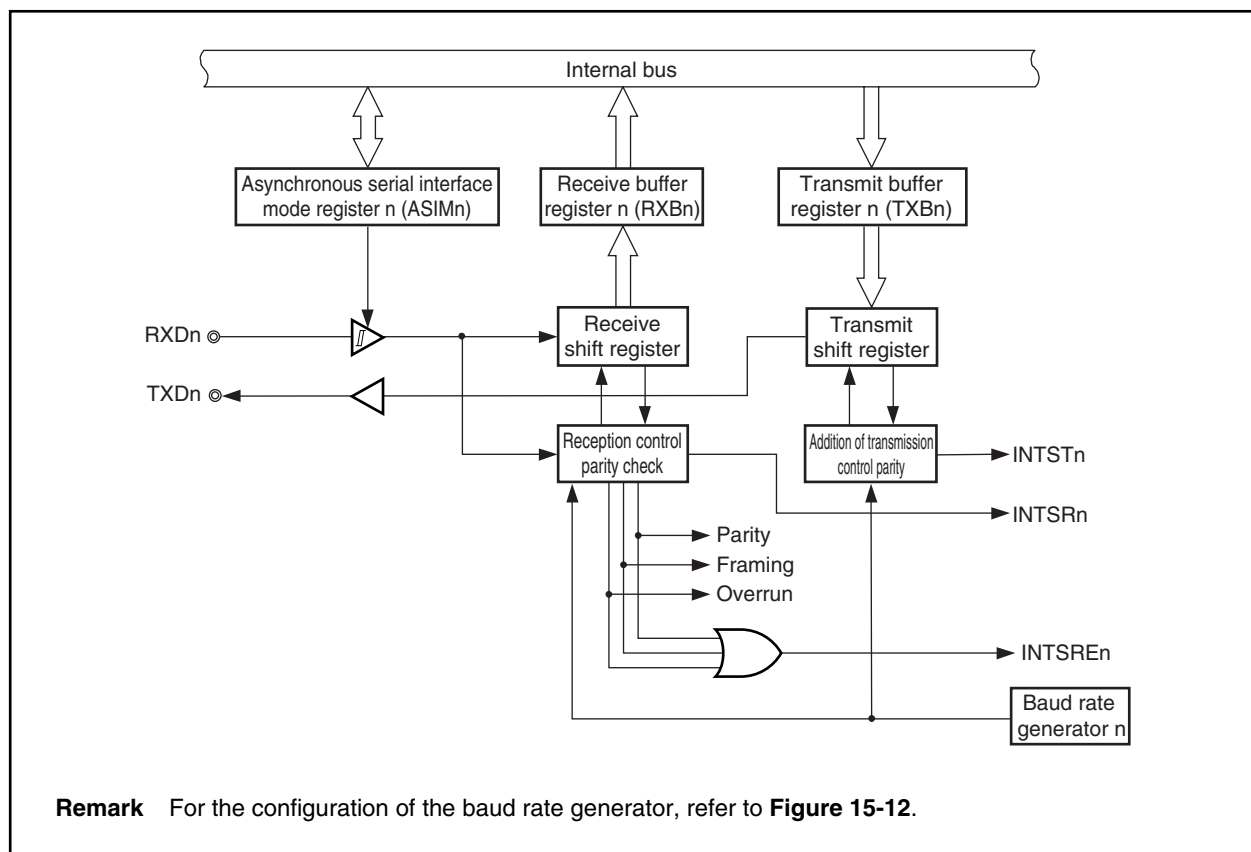 Internal bus
Asynchronous serial interface
mode register n (ASIMn)
Receive buffer
register n (RXBn)
Transmit buffer
register n (TXBn)
RXDn
Receive
shift register
Transmit
shift register
TXDn
Reception control
parity check
Addition of transmission
control parity
INTSTn
INTSRn
Parity
Framing
Overrun
INTSREn
Baud rate
generator n
Remark For the configuration of the baud rate generator, refer to Figure 15-12.